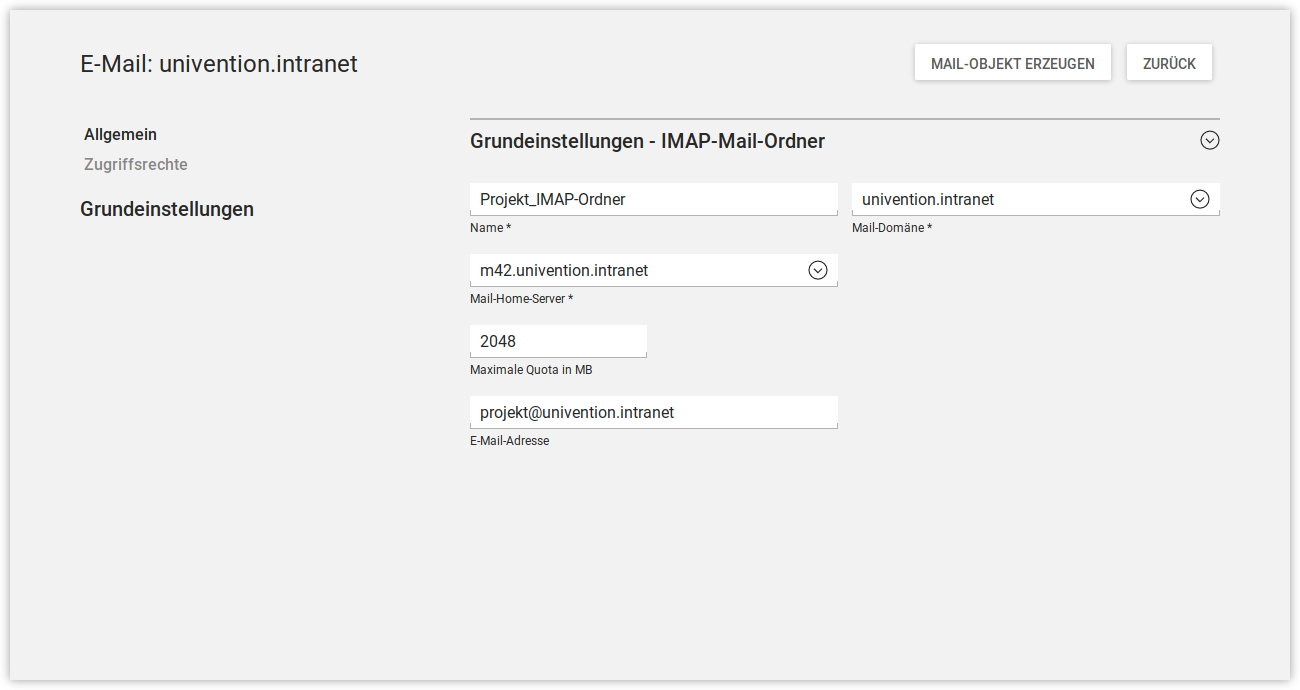 E-Mail: univention.intranet
MAIL-OBJEKT ERZEUGEN
ZURÜCK
Allgemein
Zugriffsrechte
Grundeinstellungen
Grundeinstellungen - IMAP-Mail-Ordner
Projekt_IMAP-Ordner
Name *
univention.intranet
Mail-Domäne *
m42.univention.intranet
Mail-Home-Server *
2048
Maximale Quota in MB
projekt@univention.intranet
E-Mail-Adresse